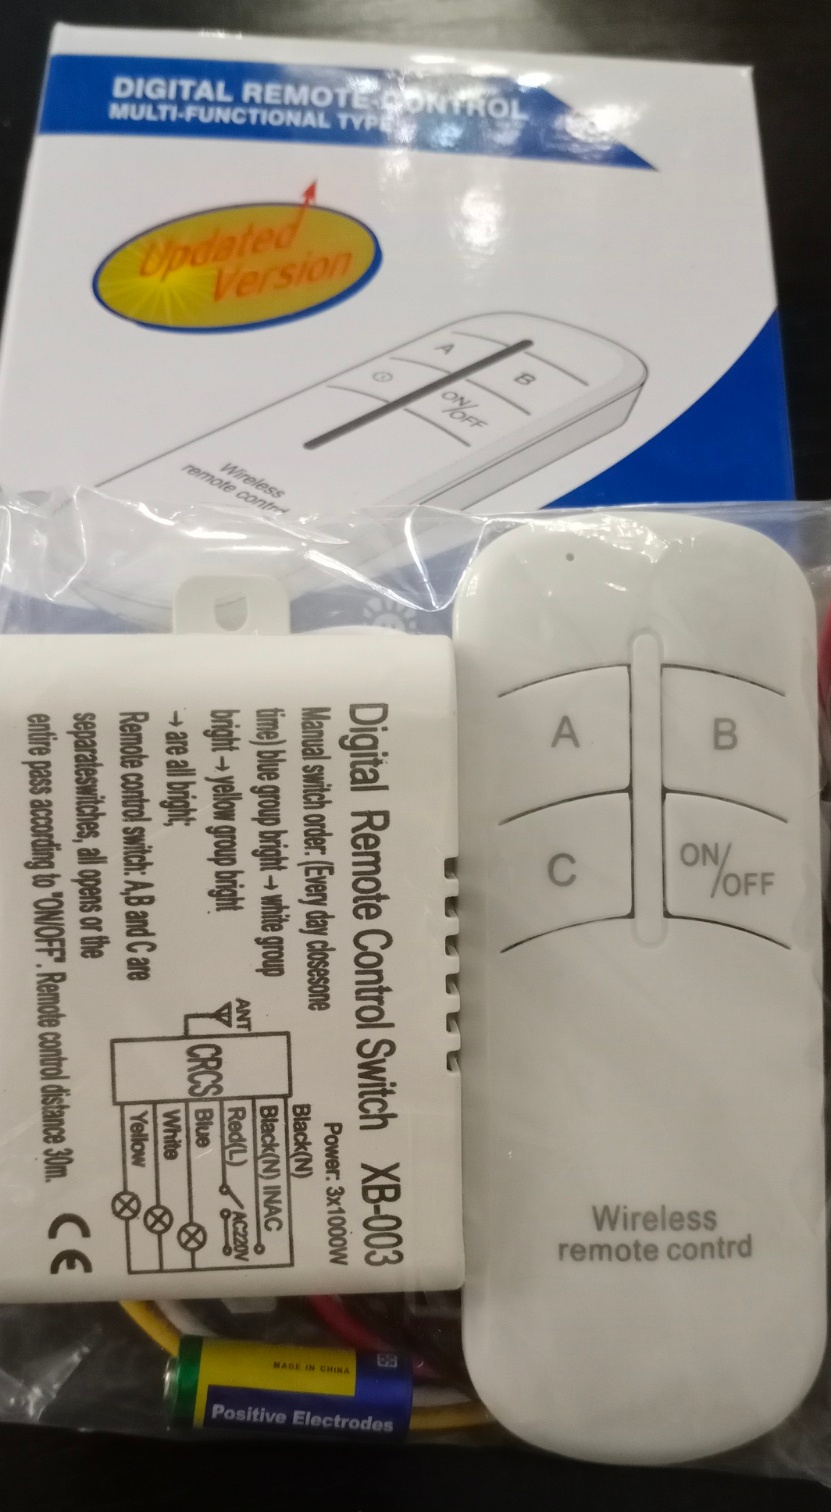 DIGITAL REMOTE CONTROL
MULTI-FUNCTIONAL TYPE
Updated
Version
A
B
ON/OFF
Wireless
remote contr
Digital Remote Control Switch XB-003
Power: 3x1000W
Manual switch order: (Every day closesone
time) blue group bright → white group
bright → yellow group bright
→ are all bright;
Remote control switch: A,B and C are
separateswitches, all opens or the
entire pass according to "ON/OFF". Remote control distance 30m.
ANT
CRCS
Black(N)
Black(N) INAC
Red(L) AC220V
Blue
White
Yellow
CE
A
B
C
ON/OFF
Wireless
remote contrd
MADE IN CHINA
Positive Electrodes